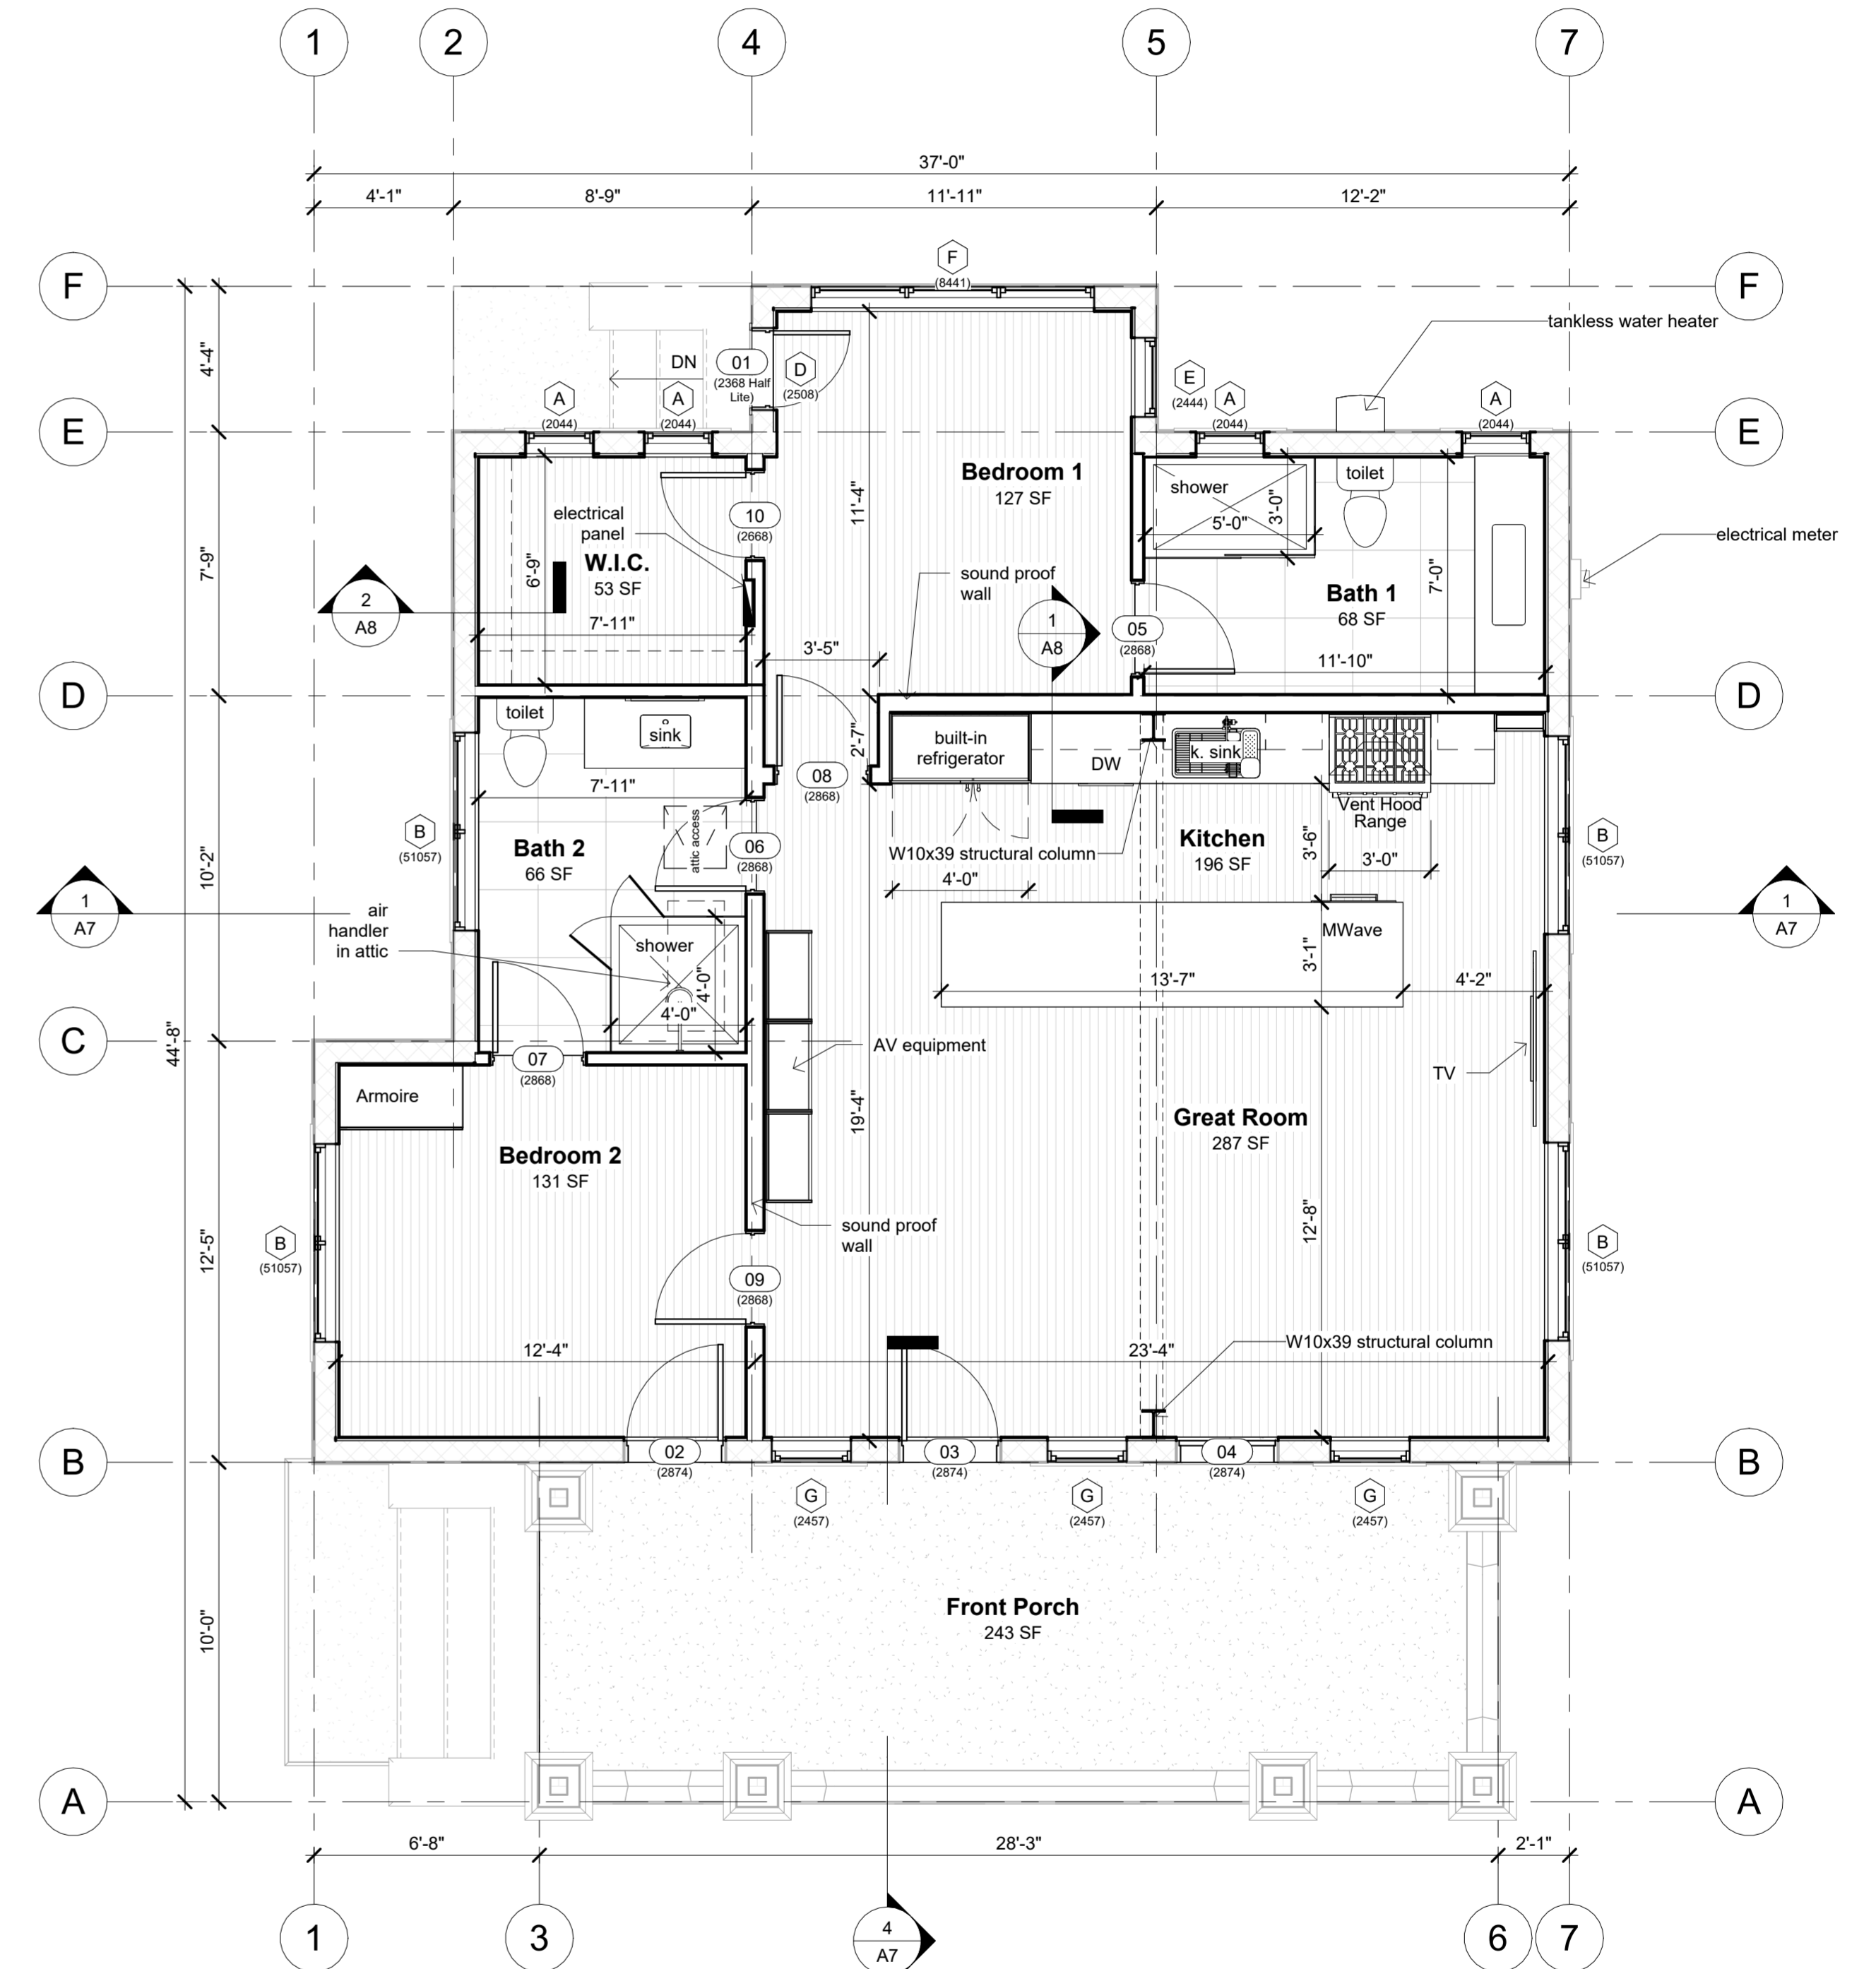 1
2
4
5
7
37'-0"
4'-1"
8'-9"
11'-11"
12'-2"
F
F
(8441)
F
tankless water heater
4'-4"
DN
01
(2368 Half
Lite)
D
(2508)
E
(2444)
A
(2044)
A
(2044)
A
(2044)
A
(2044)
E
E
Bedroom 1
127 SF
shower
5'-0"
3'-0"
toilet
electrical
panel
10
(2668)
11'-4"
electrical meter
7'-9"
6'-9"
W.I.C.
53 SF
7'-11"
2
A8
sound proof
wall
1
A8
05
(2868)
Bath 1
68 SF
7'-0"
11'-10"
3'-5"
D
D
toilet
sink
2'-7"
built-in
refrigerator
DW
k. sink
7'-11"
08
(2868)
Vent Hood
Range
B
(51057)
Bath 2
66 SF
attic access
06
(2868)
W10x39 structural column
Kitchen
196 SF
3'-6"
3'-0"
B
(51057)
10'-2"
4'-0"
1
A7
air
handler
in attic
shower
4'-0"
4'-0"
MWave
3'-1"
13'-7"
4'-2"
1
A7
C
C
44'-8"
07
(2868)
AV equipment
TV
Armoire
19'-4"
Great Room
287 SF
Bedroom 2
131 SF
12'-5"
B
(51057)
sound proof
wall
12'-8"
B
(51057)
09
(2868)
12'-4"
23'-4"
W10x39 structural column
B
02
(2874)
03
(2874)
04
(2874)
B
G
(2457)
G
(2457)
G
(2457)
10'-0"
Front Porch
243 SF
A
A
6'-8"
28'-3"
2'-1"
1
3
4
A7
6
7